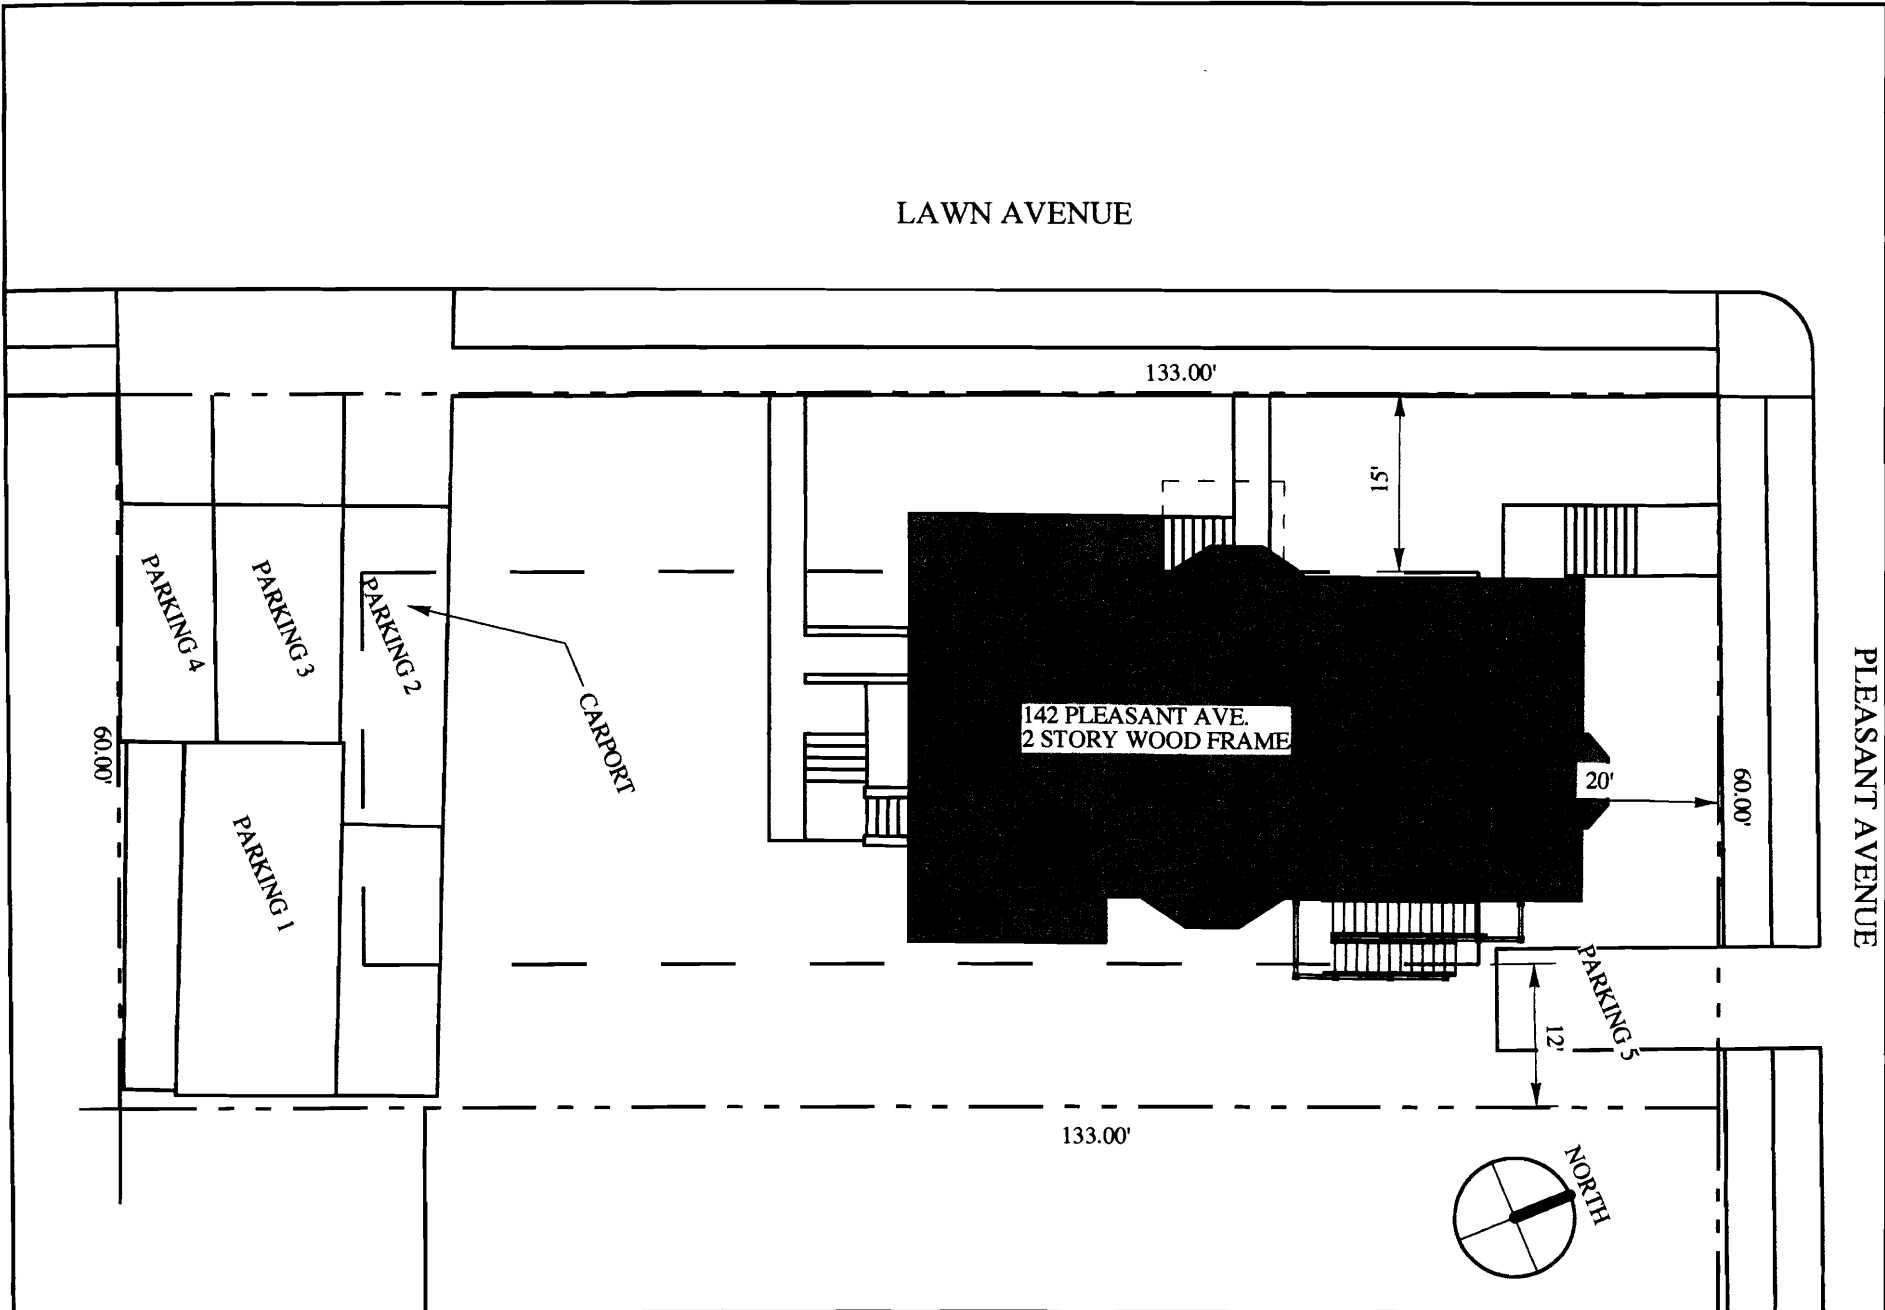 LAWN AVENUE
133.00'
15'
PARKING 4
PARKING 3
PARKING 2
CARPORT
60.00'
142 PLEASANT AVE.
2 STORY WOOD FRAME
20'
60.00'
PLEASANT AVENUE
PARKING 1
PARKING 5
12'
133.00'
NORTH